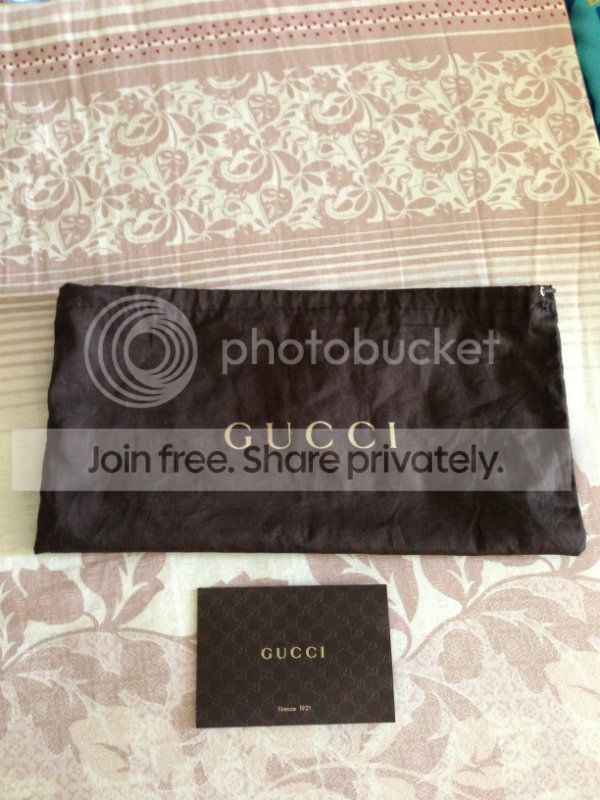 photobucket
GUCCI
Join free. Share privately.
GUCCI
Firenze 1921